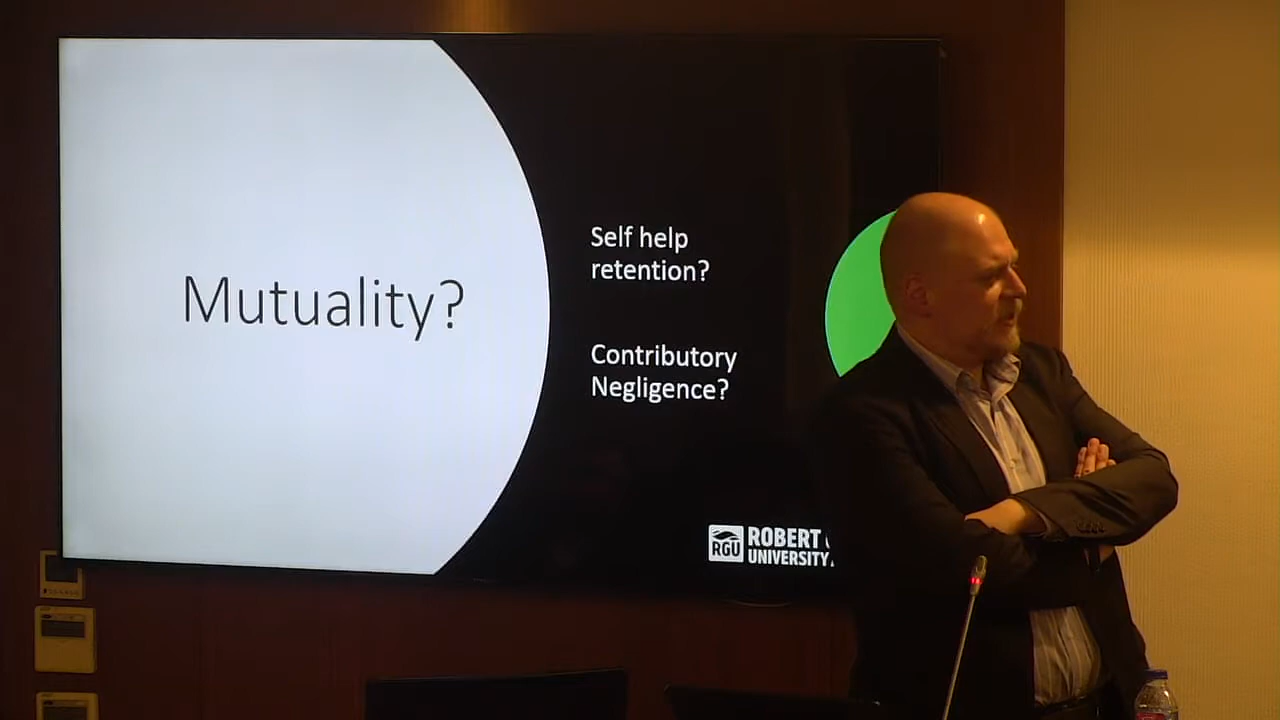 Mutuality?
Self help
retention?
Contributory
Negligence?
RGU
ROBERT
UNIVERSITY